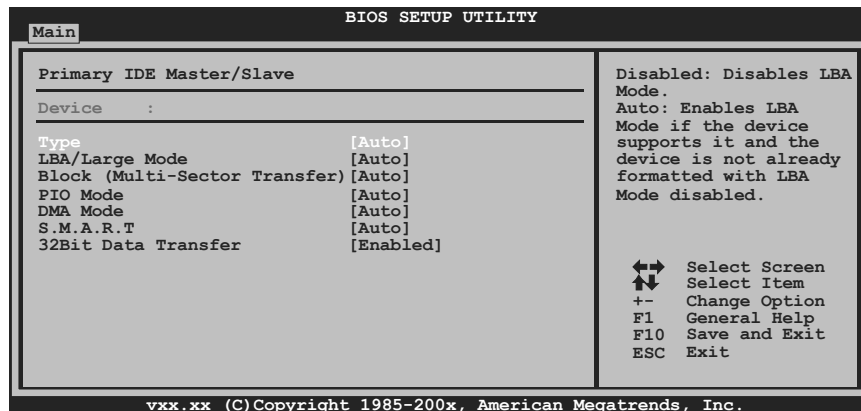 BIOS SETUP UTILITY
Main
Primary IDE Master/Slave
Device :
Type [Auto]
LBA/Large Mode [Auto]
Block (Multi-Sector Transfer) [Auto]
PIO Mode [Auto]
DMA Mode [Auto]
S.M.A.R.T [Auto]
32Bit Data Transfer [Enabled]
Disabled: Disables LBA
Mode.
Auto: Enables LBA
Mode if the device
supports it and the
device is not already
formatted with LBA
Mode disabled.
Select Screen
Select Item
+- Change Option
F1 General Help
F10 Save and Exit
ESC Exit
vxx.xx (C)Copyright 1985-200x, American Megatrends, Inc.